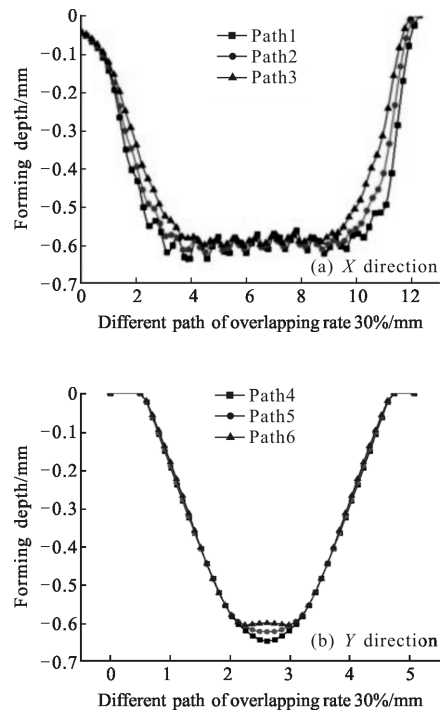 0
−0.1
−0.2
−0.3
−0.4
−0.5
−0.6
−0.7
Forming depth/mm
Path1
Path2
Path3
(a) X direction
0 2 4 6 8 10 12
Different path of overlapping rate 30%/mm
0
−0.1
−0.2
−0.3
−0.4
−0.5
−0.6
−0.7
Forming depth/mm
Path4
Path5
Path6
(b) Y direction
0 1 2 3 4 5
Different path of overlapping rate 30%/mm